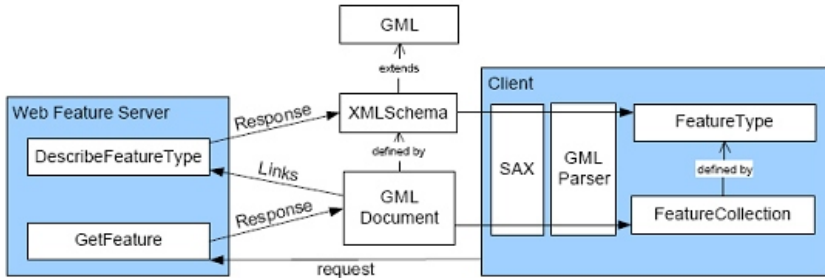 GML
extends
Client
Web Feature Server
Response
XMLSchema
FeatureType
DescribeFeatureType
defined by
SAX
GML
Parser
defined by
Links
GML
Document
Response
FeatureCollection
GetFeature
request